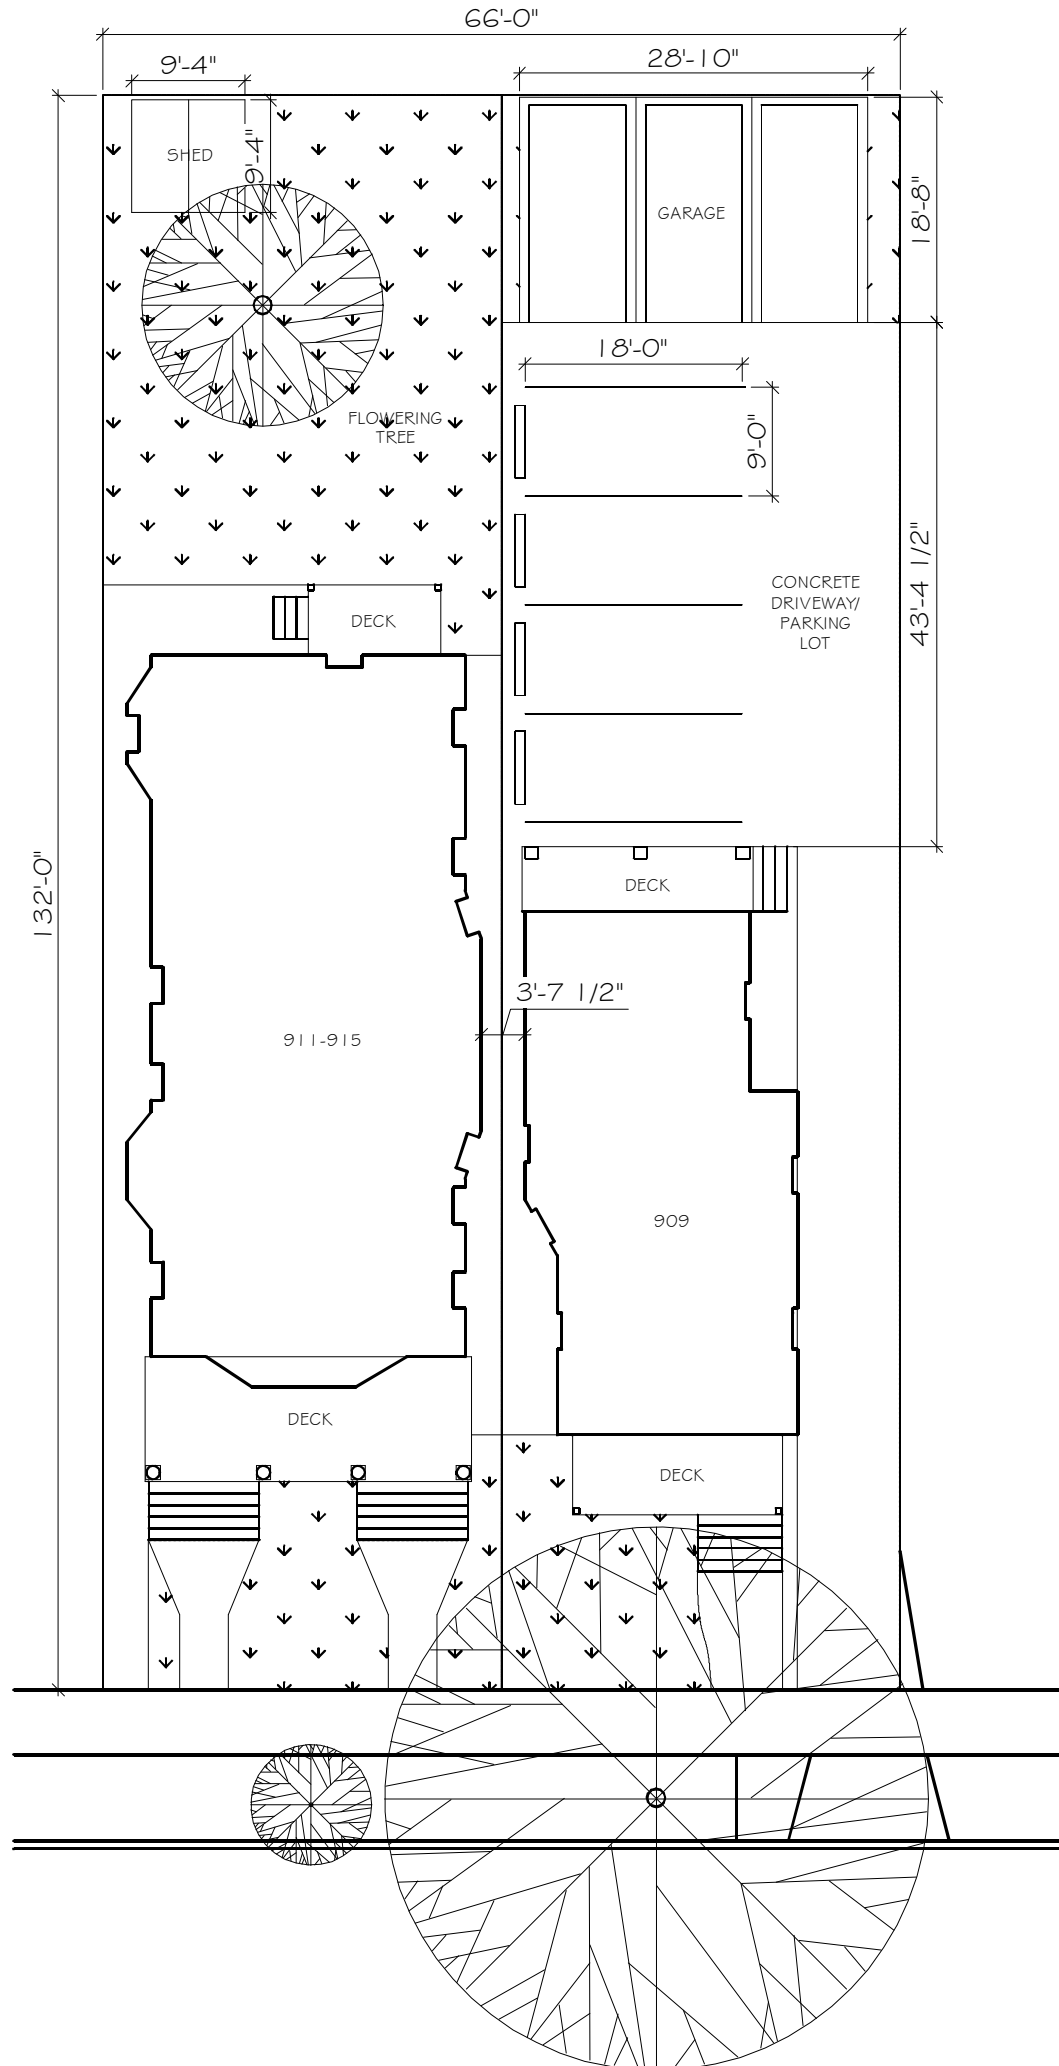 66'-0"
9'-4"
28'-10"
SHED
9'-4"
GARAGE
18'-8"
18'-0"
FLOWERING
TREE
9'-0"
CONCRETE
DRIVEWAY/
PARKING
LOT
43'-4 1/2"
DECK
132'-0"
DECK
3'-7 1/2"
911-915
909
DECK
DECK